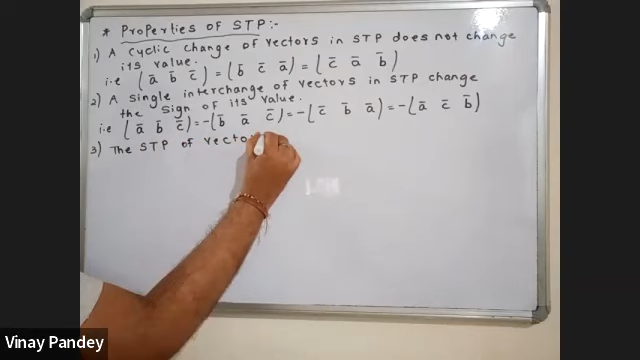 * Properties of STP:-
1) A cyclic change of vectors in STP does not change
its value.
i.e [ā b̄ c̄] = [b̄ c̄ ā] = [c̄ ā b̄]
2) A single interchange of vectors in STP change
the sign of its value.
i.e [ā b̄ c̄] = -[b̄ ā c̄] = -[c̄ b̄ ā] = -[ā c̄ b̄]
3) The STP of vecto
Vinay Pandey